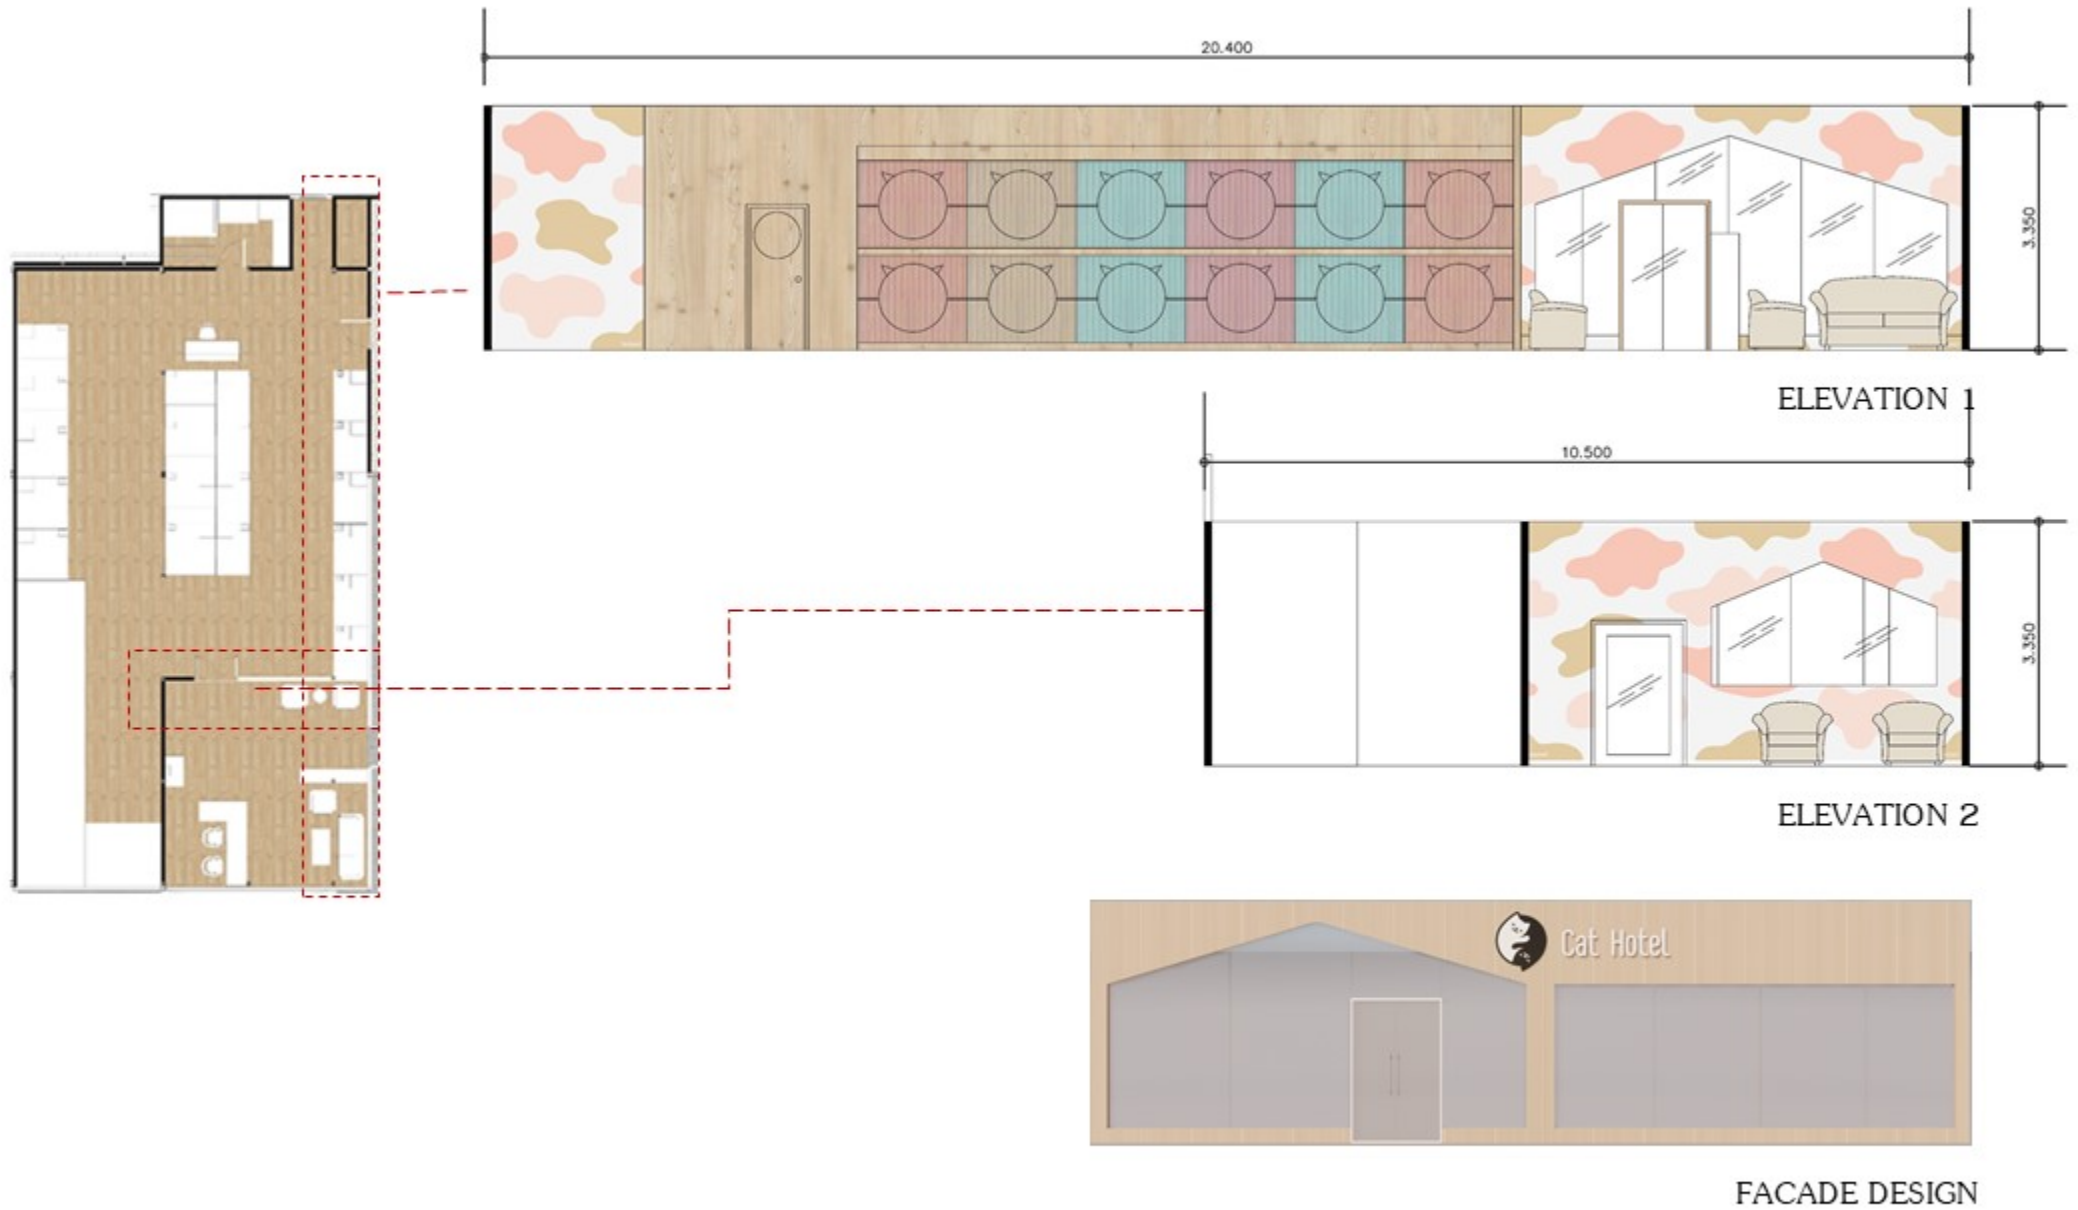 20.400
3.350
ELEVATION 1
10.500
3.350
ELEVATION 2
Cat Hotel
FACADE DESIGN